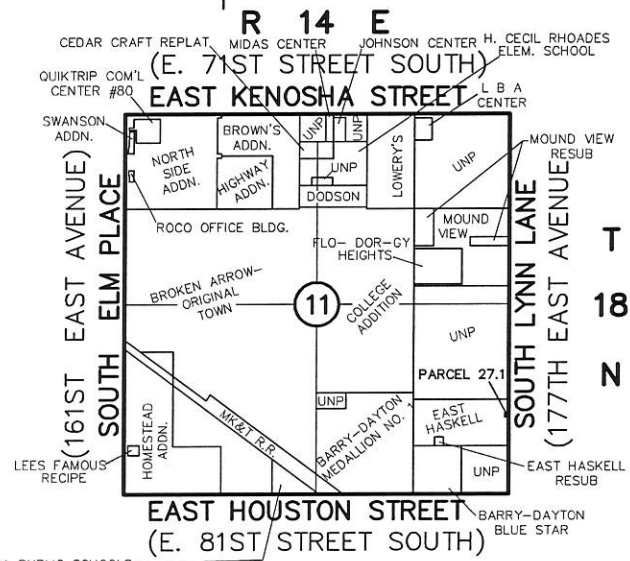 R 14 E
CEDAR CRAFT REPLAT
MIDAS CENTER
JOHNSON CENTER
H. CECIL RHOADES
ELEM. SCHOOL
(E. 71ST STREET SOUTH)
QUIKTRIP COM'L
CENTER #80
EAST KENOSHA STREET
L B A
CENTER
SWANSON
ADDN.
MOUND VIEW
RESUB
BROWN'S
ADDN.
UNP
UNP
NORTH
SIDE
ADDN.
HIGHWAY
ADDN.
UNP
DODSON
LOWERY'S
UNP
ROCO OFFICE BLDG.
MOUND
VIEW
FLO- DOR-GY
HEIGHTS
(161ST EAST AVENUE)
SOUTH ELM PLACE
BROKEN ARROW-
ORIGINAL
TOWN
11
COLLEGE
ADDITION
UNP
SOUTH LYNN LANE
(177TH EAST AVENUE)
T
18
N
PARCEL 27.1
UNP
EAST
HASKELL
HOMESTEAD
ADDN.
MK&T R.R.
BARRY-DAYTON
MEDALLION NO. 1
LEES FAMOUS
RECIPE
UNP
EAST HASKELL
RESUB
EAST HOUSTON STREET
BARRY-DAYTON
BLUE STAR
(E. 81ST STREET SOUTH)
PUBLIC SCHOOLS